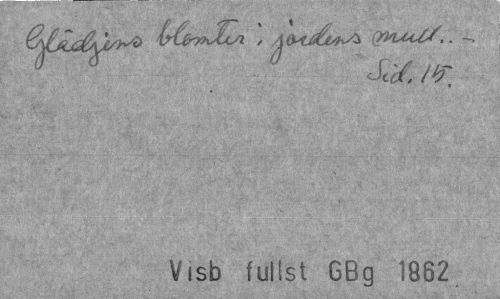 Glädjens blomster i jordens mull.. -
Sid. 15.
Visb fullst GBg 1862